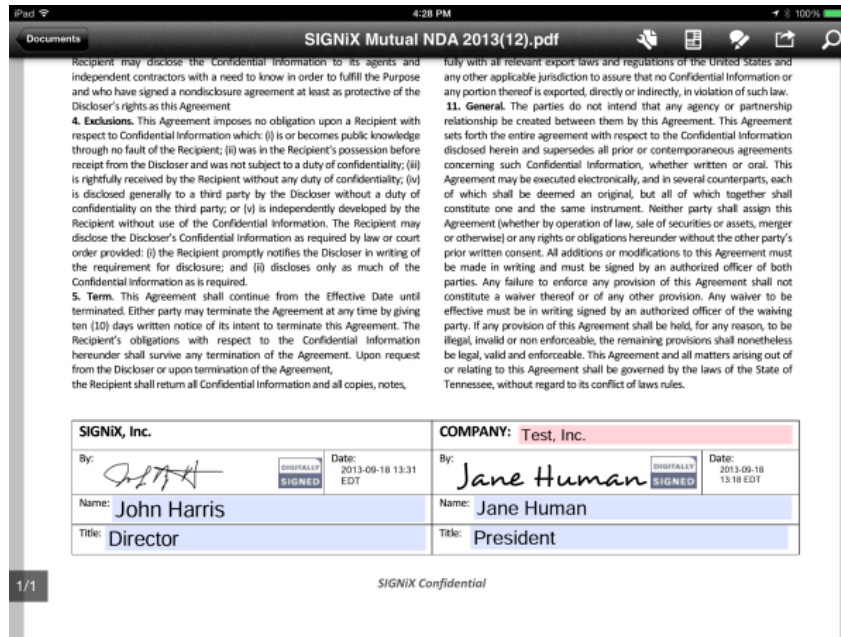 iPad
4:28 PM
100%
Documents
SIGNiX Mutual NDA 2013(12).pdf
Recipient may disclose the Confidential Information to its agents and
independent contractors with a need to know in order to fulfill the Purpose
and who have signed a nondisclosure agreement at least as protective of the
Discloser's rights as this Agreement
4. Exclusions. This Agreement imposes no obligation upon a Recipient with
respect to Confidential Information which: (i) is or becomes public knowledge
through no fault of the Recipient; (ii) was in the Recipient's possession before
receipt from the Discloser and was not subject to a duty of confidentiality; (iii)
is rightfully received by the Recipient without any duty of confidentiality; (iv)
is disclosed generally to a third party by the Discloser without a duty of
confidentiality on the third party; or (v) is independently developed by the
Recipient without use of the Confidential Information. The Recipient may
disclose the Discloser's Confidential Information as required by law or court
order provided: (i) the Recipient promptly notifies the Discloser in writing of
the requirement for disclosure; and (ii) discloses only as much of the
Confidential Information as is required.
5. Term. This Agreement shall continue from the Effective Date until
terminated. Either party may terminate the Agreement at any time by giving
ten (10) days written notice of its intent to terminate this Agreement. The
Recipient's obligations with respect to the Confidential Information
hereunder shall survive any termination of the Agreement. Upon request
from the Discloser or upon termination of the Agreement,
the Recipient shall return all Confidential Information and all copies, notes,
fully with all relevant export laws and regulations of the United States and
any other applicable jurisdiction to assure that no Confidential Information or
any portion thereof is exported, directly or indirectly, in violation of such law.
11. General. The parties do not intend that any agency or partnership
relationship be created between them by this Agreement. This Agreement
sets forth the entire agreement with respect to the Confidential Information
disclosed herein and supersedes all prior or contemporaneous agreements
concerning such Confidential Information, whether written or oral. This
Agreement may be executed electronically, and in several counterparts, each
of which shall be deemed an original, but all of which together shall
constitute one and the same instrument. Neither party shall assign this
Agreement (whether by operation of law, sale of securities or assets, merger
or otherwise) or any rights or obligations hereunder without the other party's
prior written consent. All additions or modifications to this Agreement must
be made in writing and must be signed by an authorized officer of both
parties. Any failure to enforce any provision of this Agreement shall not
constitute a waiver thereof or of any other provision. Any waiver to be
effective must be in writing signed by an authorized officer of the waiving
party. If any provision of this Agreement shall be held, for any reason, to be
illegal, invalid or non enforceable, the remaining provisions shall nonetheless
be legal, valid and enforceable. This Agreement and all matters arising out of
or relating to this Agreement shall be governed by the laws of the State of
Tennessee, without regard to its conflict of laws rules.
SIGNiX, Inc.
By:
DIGITALLY
SIGNED
Date:
2013-09-18 13:31
EDT
Name: John Harris
Title: Director
COMPANY: Test, Inc.
By: Jane Human
DIGITALLY
SIGNED
Date:
2013-09-18
13:18 EDT
Name: Jane Human
Title: President
1/1
SIGNiX Confidential